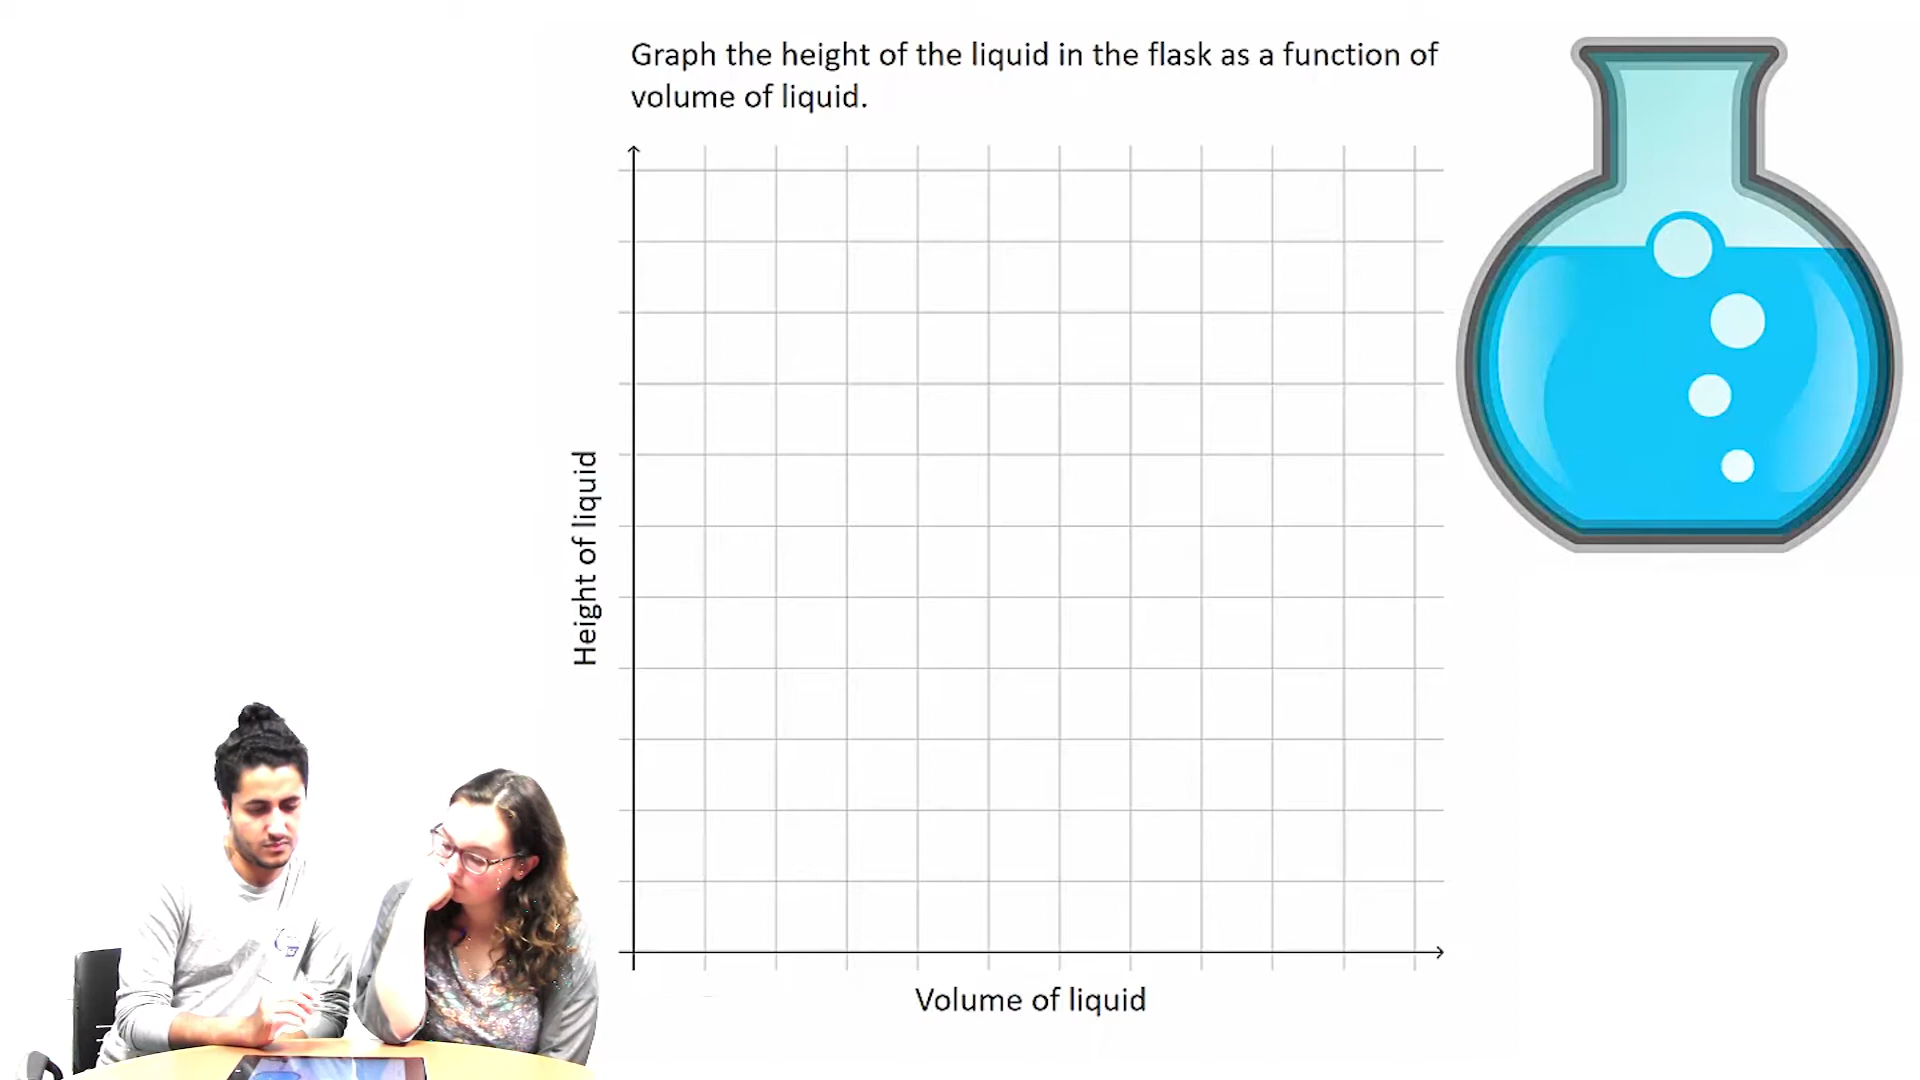 Graph the height of the liquid in the flask as a function of
volume of liquid.
Height of liquid
Volume of liquid